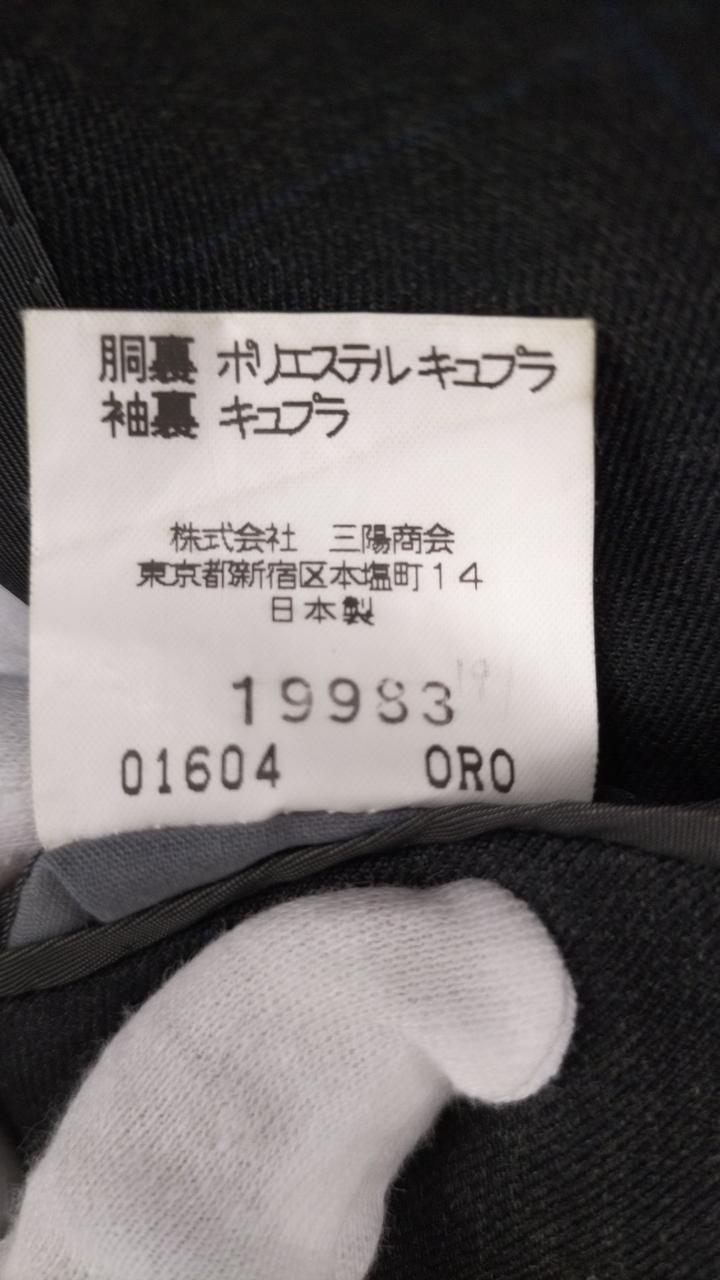 胴裏 ポリエステル キュプラ
袖裏 キュプラ
株式会社 三陽商会
東京都新宿区本塩町14
日本製
19983
01604 ORO